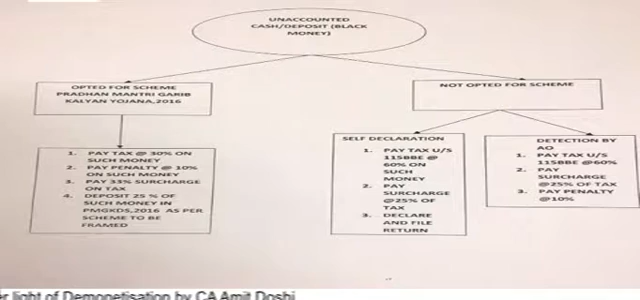 UNACCOUNTED
CASH/DEPOSIT (BLACK
MONEY)
OPTED FOR SCHEME
PRADHAN MANTRI GARIB
KALYAN YOJANA,2016
NOT OPTED FOR SCHEME
1. PAY TAX @ 30% ON
SUCH MONEY
2. PAY PENALTY @ 10%
ON SUCH MONEY
3. PAY 33% SURCHARGE
ON TAX
4. DEPOSIT 25 % OF
SUCH MONEY IN
PMGKDS,2016 AS PER
SCHEME TO BE
FRAMED
SELF DECLARATION
1. PAY TAX U/S
115BBE @
60% ON
SUCH
MONEY
2. PAY
SURCHARGE
@25% OF
TAX
3. DECLARE
AND FILE
RETURN
DETECTION BY
AO
1. PAY TAX U/S
115BBE @60%
2. PAY
SURCHARGE
@25% OF TAX
3. PAY PENALTY
@10%
er light of Demonetisation by CA Amit Doshi